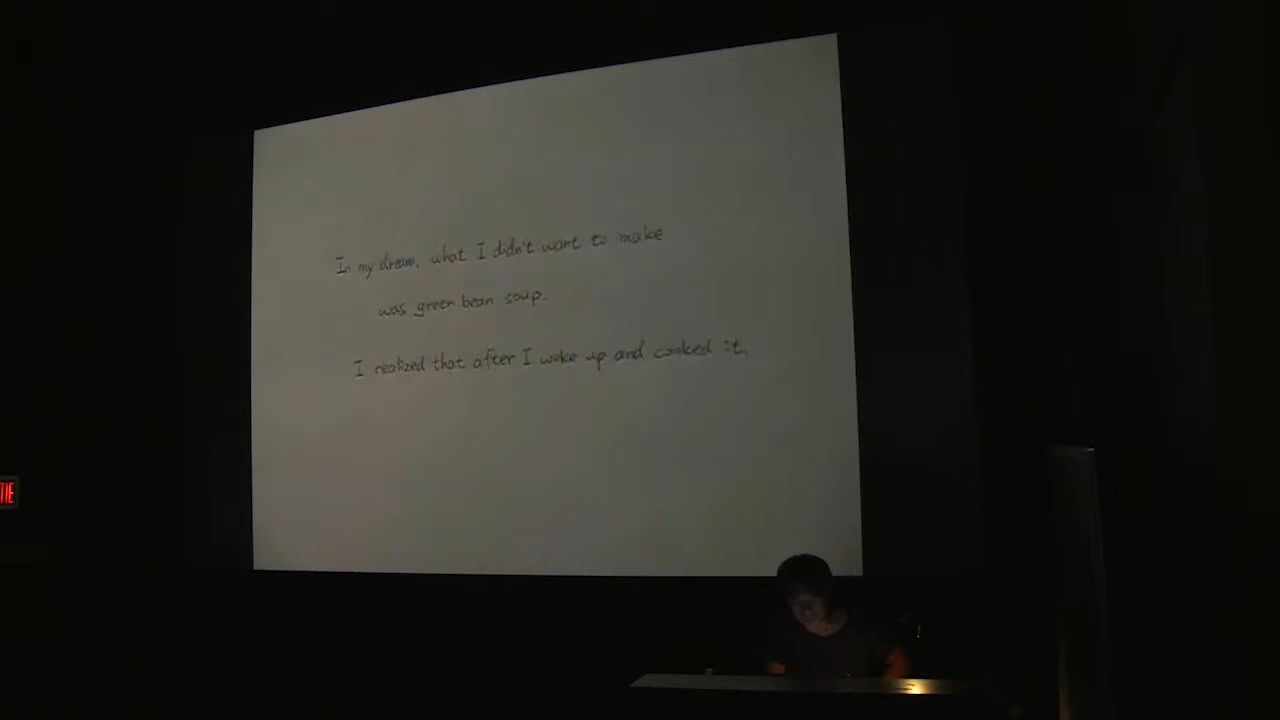 In my dream, what I didn't want to make
was green bean soup.
I realized that after I woke up and cooked it.
TIE